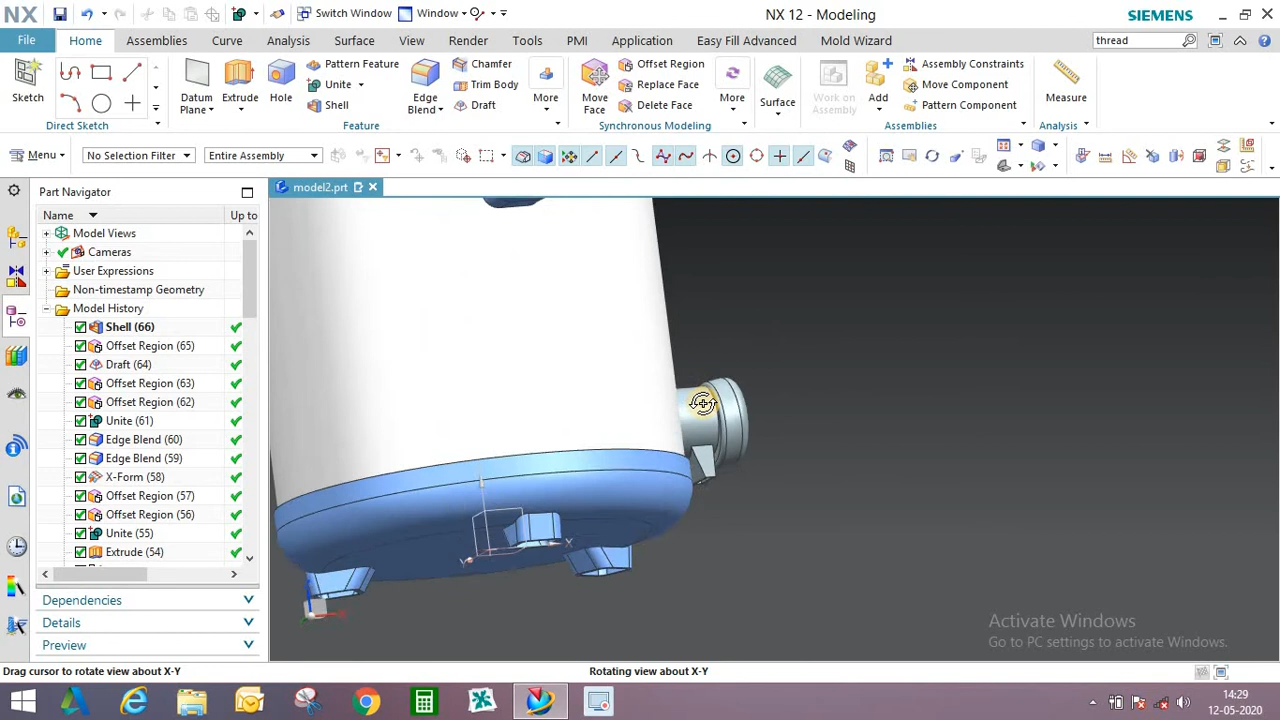 NX
Switch Window
Window
NX 12 - Modeling
SIEMENS
File
Home
Assemblies
Curve
Analysis
Surface
View
Render
Tools
PMI
Application
Easy Fill Advanced
Mold Wizard
thread
Sketch
Direct Sketch
Datum Plane
Extrude
Hole
Pattern Feature
Unite
Shell
Edge Blend
Chamfer
Trim Body
Draft
More
Feature
Move Face
Offset Region
Replace Face
Delete Face
More
Synchronous Modeling
Surface
Work on Assembly
Add
Assembly Constraints
Move Component
Pattern Component
Assemblies
Measure
Analysis
Menu
No Selection Filter
Entire Assembly
Part Navigator
model2.prt
Name
Up to
Model Views
Cameras
User Expressions
Non-timestamp Geometry
Model History
Shell (66)
Offset Region (65)
Draft (64)
Offset Region (63)
Offset Region (62)
Unite (61)
Edge Blend (60)
Edge Blend (59)
X-Form (58)
Offset Region (57)
Offset Region (56)
Unite (55)
Extrude (54)
Dependencies
Details
Preview
X
Y
Activate Windows
Go to PC settings to activate Windows.
Drag cursor to rotate view about X-Y
Rotating view about X-Y
14:29
12-05-2020